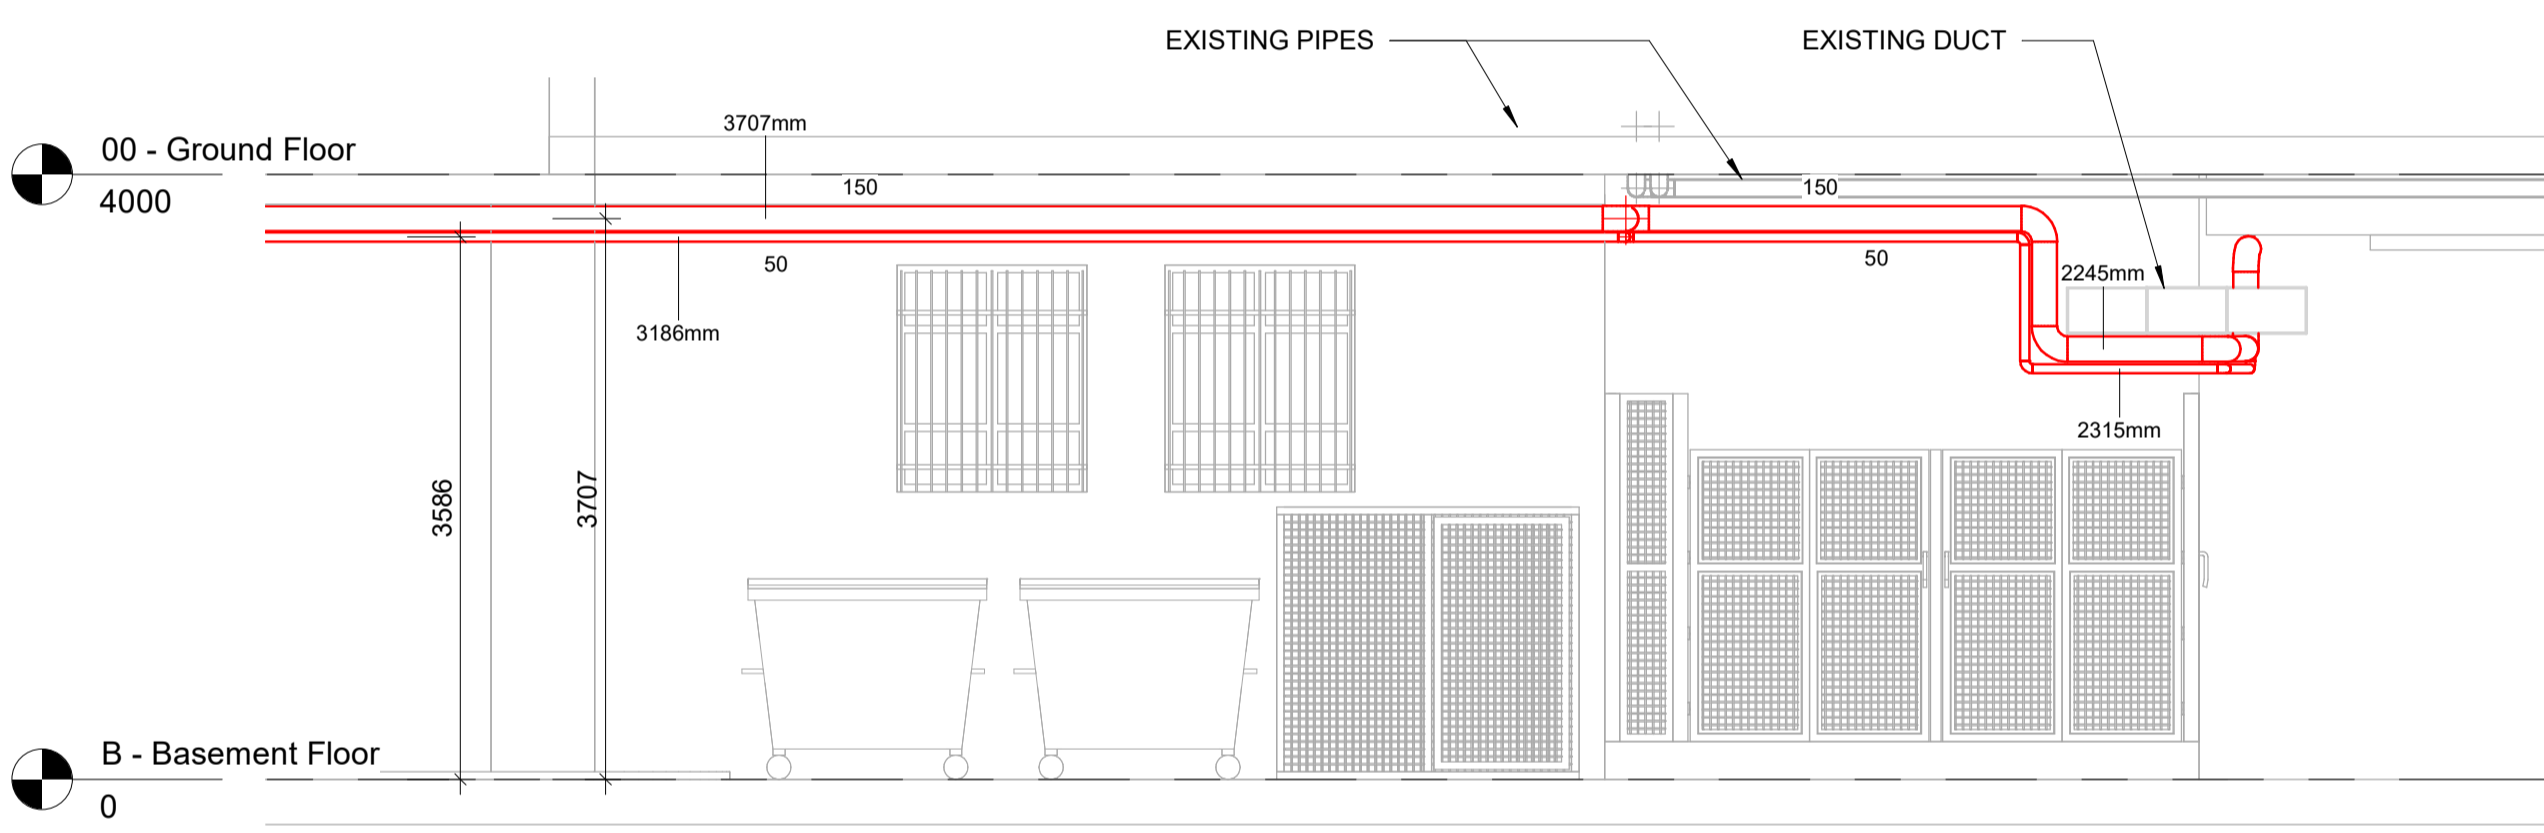 EXISTING PIPES
EXISTING DUCT
3707mm
00 - Ground Floor
4000
150
150
50
50
2245mm
3186mm
2315mm
3586
3707
B - Basement Floor
0